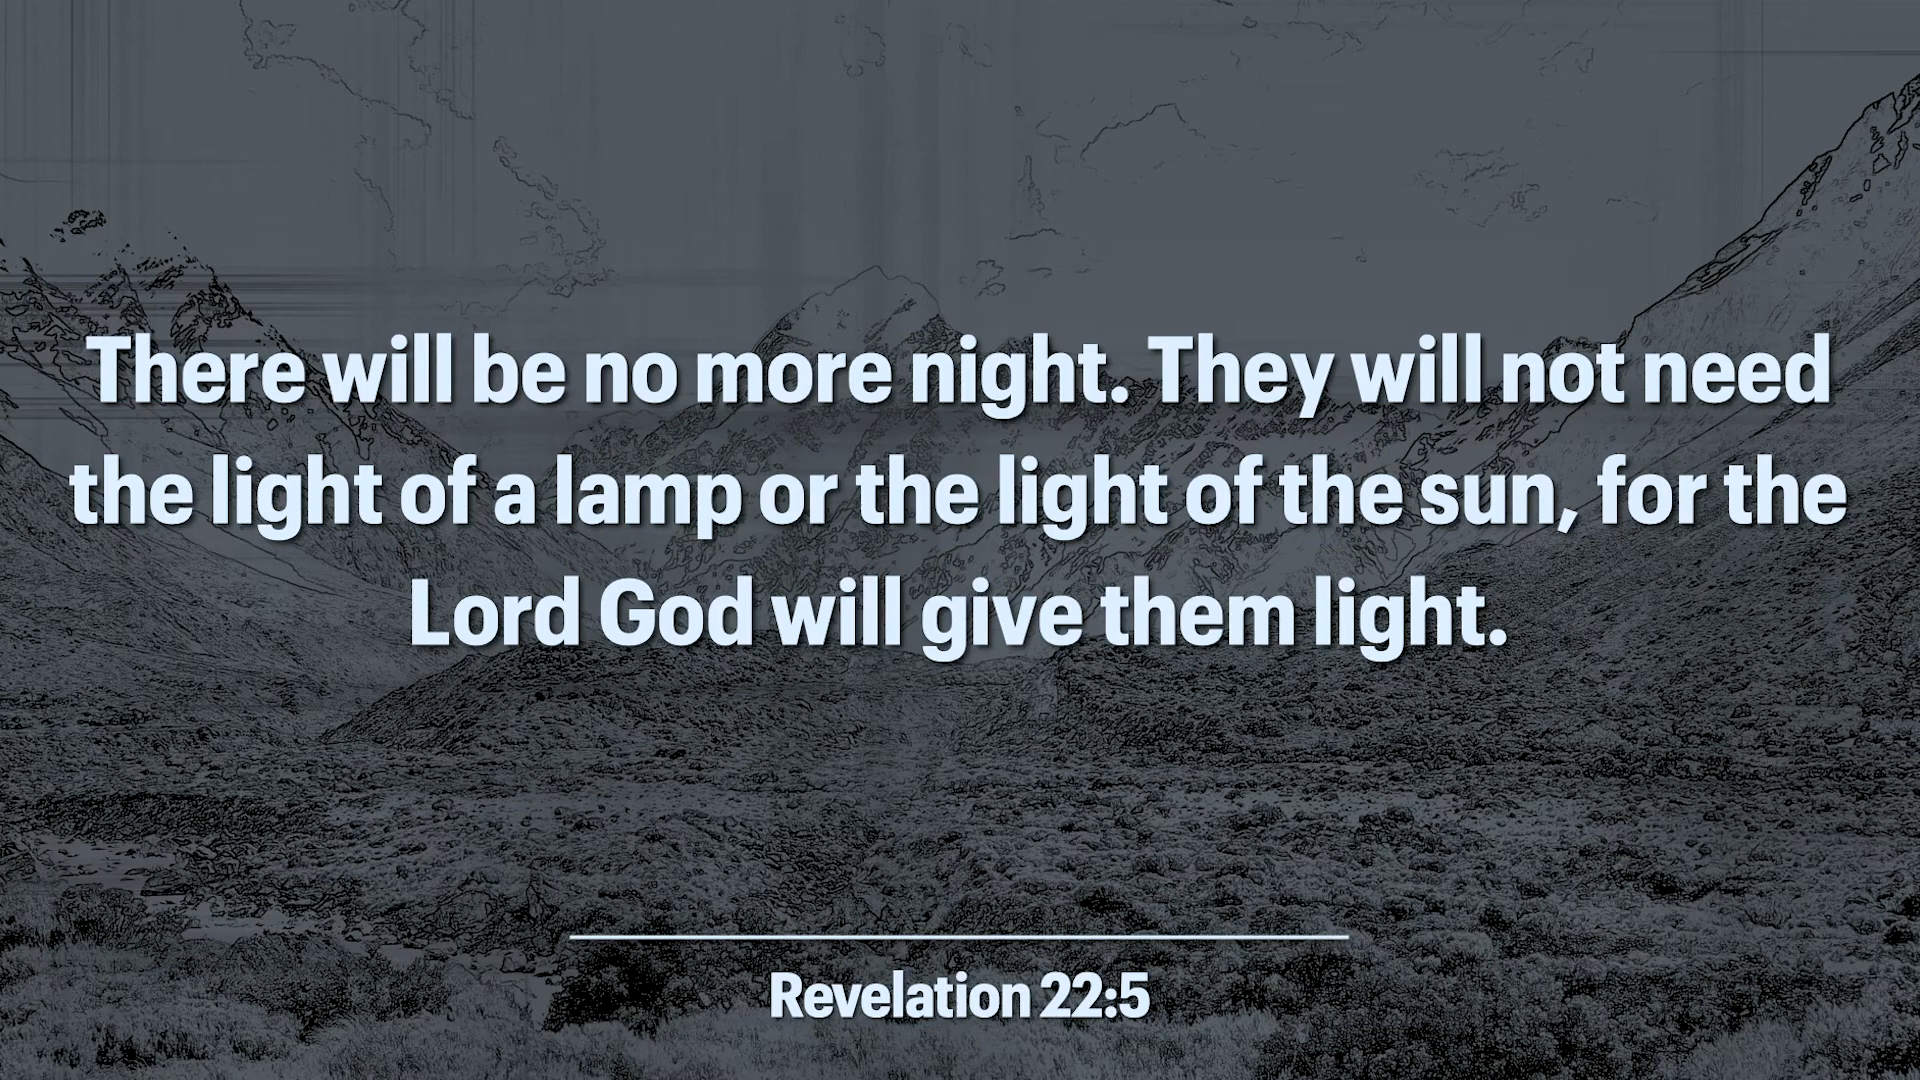 There will be no more night. They will not need
the light of a lamp or the light of the sun, for the
Lord God will give them light.
Revelation 22:5